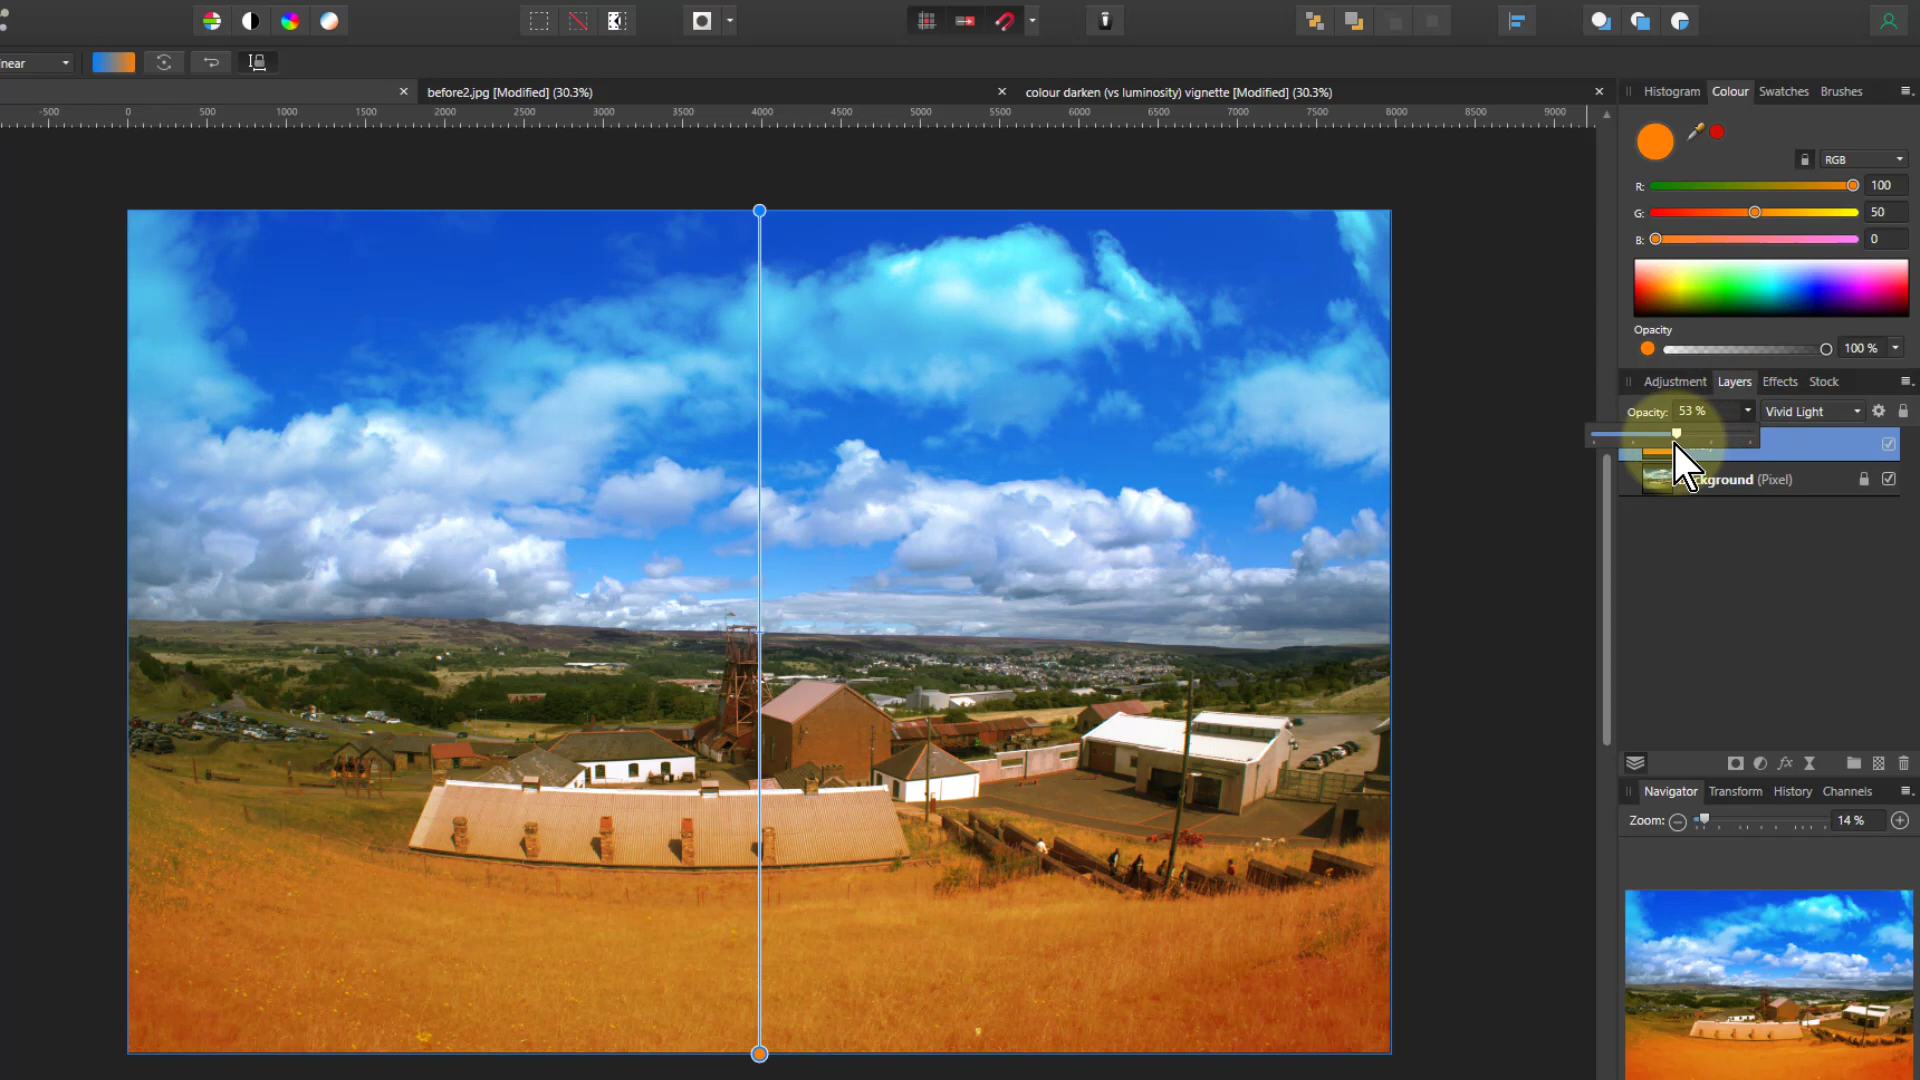 near
before2.jpg [Modified] (30.3%)
colour darken (vs luminosity) vignette [Modified] (30.3%)
-500 0 500 1000 1500 2000 2500 3000 3500 4000 4500 5000 5500 6000 6500 7000 7500 8000 8500 9000
Histogram Colour Swatches Brushes
RGB
R: 100
G: 50
B: 0
Opacity
100 %
Adjustment Layers Effects Stock
Opacity: 53 % Vivid Light
ckground (Pixel)
Navigator Transform History Channels
Zoom: 14 %